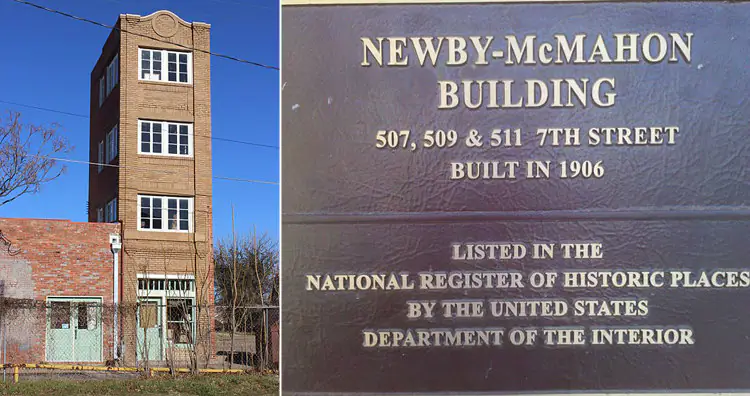 NEWBY-McMAHON
BUILDING
507, 509 & 511 7TH STREET
BUILT IN 1906
LISTED IN THE
NATIONAL REGISTER OF HISTORIC PLACES
BY THE UNITED STATES
DEPARTMENT OF THE INTERIOR